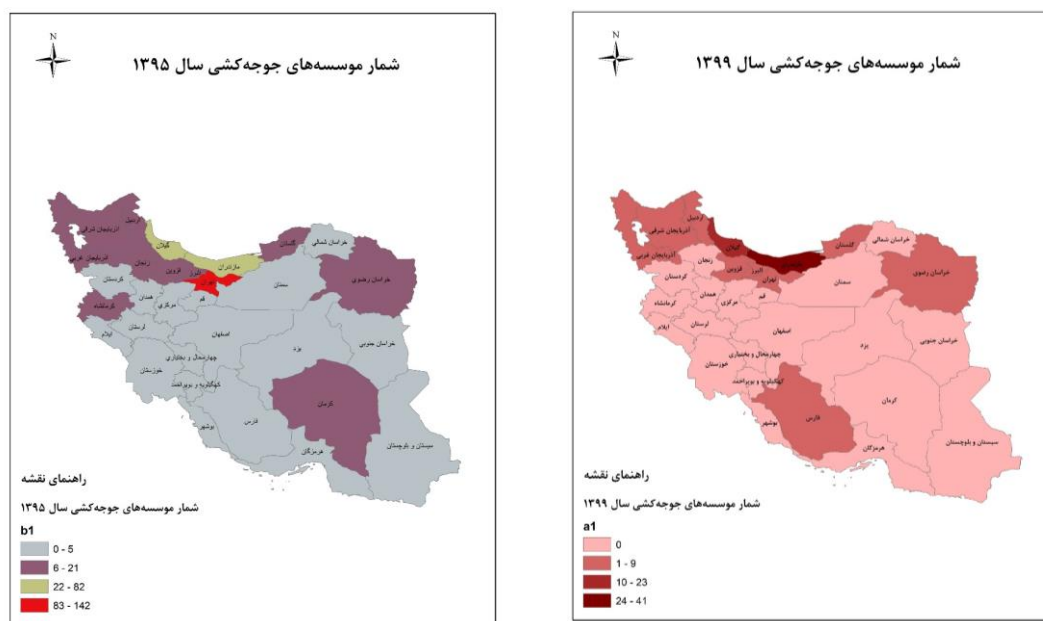 N
شمار موسسه‌های جوجه‌کشی سال ۱۳۹۵
اردبیل
آذربایجان شرقی
آذربایجان غربی
گیلان
زنجان
قزوین
البرز
مازندران
تهران
گلستان
خراسان شمالی
خراسان رضوی
کردستان
همدان
قم
سمنان
کرمانشاه
مرکزی
لرستان
ایلام
اصفهان
یزد
خراسان جنوبی
خوزستان
چهارمحال و بختیاری
کهگیلویه و بویراحمد
کرمان
فارس
بوشهر
هرمزگان
سیستان و بلوچستان
راهنمای نقشه
شمار موسسه‌های جوجه‌کشی سال ۱۳۹۵
b1
0 - 5
6 - 21
22 - 82
83 - 142
N
شمار موسسه‌های جوجه‌کشی سال ۱۳۹۹
اردبیل
آذربایجان شرقی
آذربایجان غربی
گیلان
زنجان
قزوین
البرز
تهران
گلستان
خراسان شمالی
خراسان رضوی
کردستان
همدان
قم
سمنان
کرمانشاه
مرکزی
لرستان
ایلام
اصفهان
یزد
خراسان جنوبی
خوزستان
چهارمحال و بختیاری
کهگیلویه و بویراحمد
کرمان
فارس
بوشهر
هرمزگان
سیستان و بلوچستان
راهنمای نقشه
شمار موسسه‌های جوجه‌کشی سال ۱۳۹۹
a1
0
1 - 9
10 - 23
24 - 41